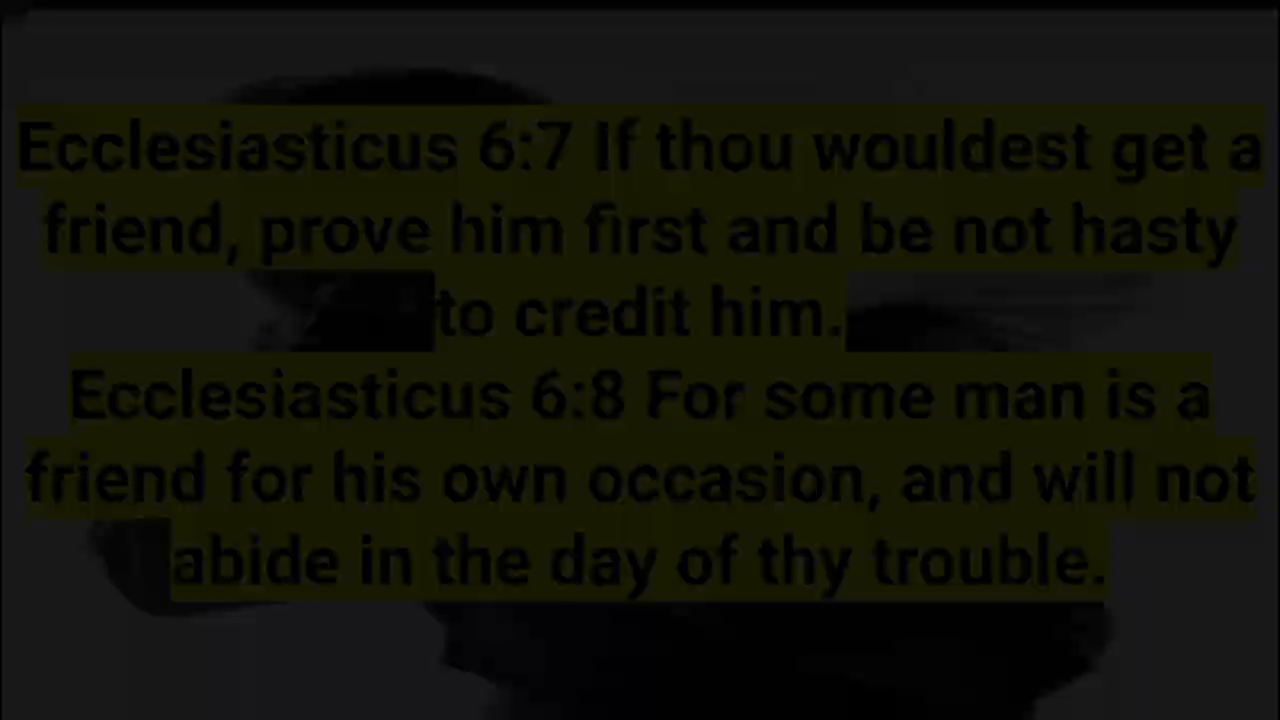 Ecclesiasticus 6:7 If thou wouldest get a
friend, prove him first and be not hasty
to credit him.
Ecclesiasticus 6:8 For some man is a
friend for his own occasion, and will not
abide in the day of thy trouble.